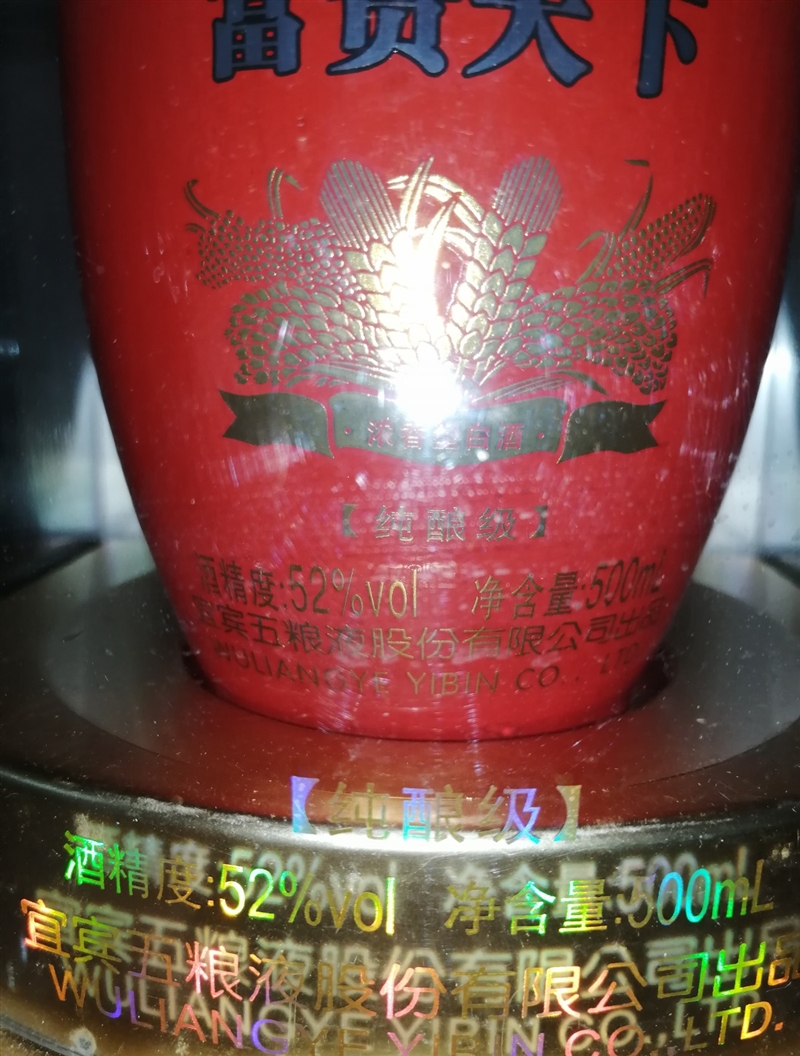 富贵天下
·浓香型白酒·
【纯酿级】
酒精度:52%vol 净含量:500mL
宜宾五粮液股份有限公司出品
WULIANGYE YIBIN CO., LTD.
【纯酿级】
酒精度:52%vol 净含量:500mL
宜宾五粮液股份有限公司出品
WULIANGYE YIBIN CO., LTD.